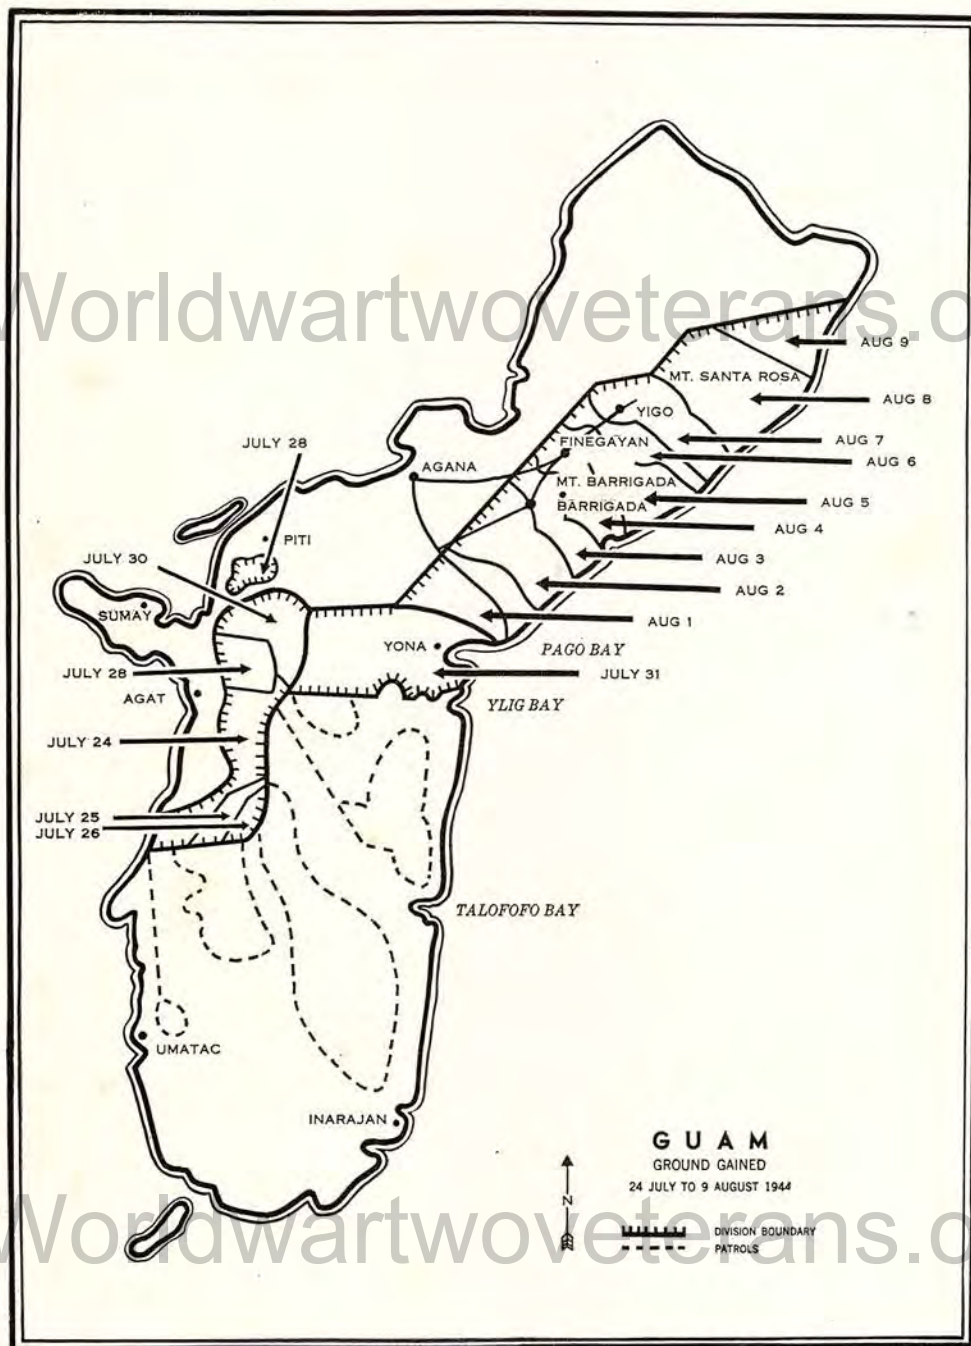 Worldwartwoveterans.o
AUG 9
MT. SANTA ROSA
AUG 8
YIGO
AUG 7
FINEGAYAN
AUG 6
JULY 28
AGANA
MT. BARRIGADA
AUG 5
BARRIGADA
AUG 4
PITI
AUG 3
JULY 30
AUG 2
SUMAY
AUG 1
YONA
PAGO BAY
JULY 28
JULY 31
AGAT
YLIG BAY
JULY 24
JULY 25
JULY 26
TALOFOFO BAY
UMATAC
INARAJAN
GUAM
GROUND GAINED
24 JULY TO 9 AUGUST 1944
N
Worldwartwoveterans.o
DIVISION BOUNDARY
PATROLS